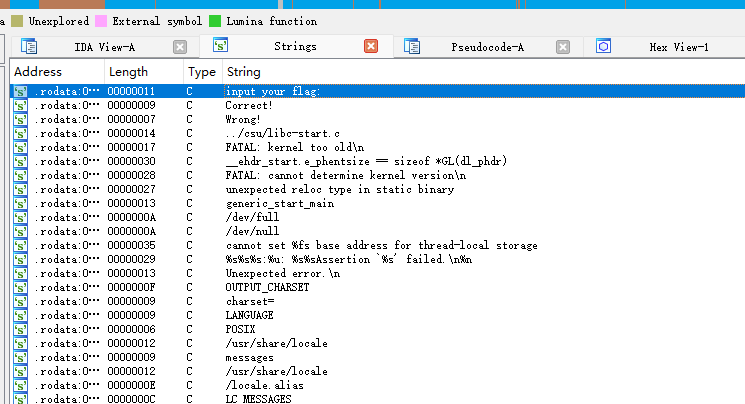 a Unexplored External symbol Lumina function
IDA View-A Strings Pseudocode-A Hex View-1
Address Length Type String
.rodata:0… 00000011 C input your flag:
.rodata:0… 00000009 C Correct!
.rodata:0… 00000007 C Wrong!
.rodata:0… 00000014 C ../csu/libc-start.c
.rodata:0… 00000017 C FATAL: kernel too old\n
.rodata:0… 00000030 C __ehdr_start.e_phentsize == sizeof *GL(dl_phdr)
.rodata:0… 00000028 C FATAL: cannot determine kernel version\n
.rodata:0… 00000027 C unexpected reloc type in static binary
.rodata:0… 00000013 C generic_start_main
.rodata:0… 0000000A C /dev/full
.rodata:0… 0000000A C /dev/null
.rodata:0… 00000035 C cannot set %fs base address for thread-local storage
.rodata:0… 00000029 C %s%s%s:%u: %s%sAssertion `%s' failed.\n%n
.rodata:0… 00000013 C Unexpected error.\n
.rodata:0… 0000000F C OUTPUT_CHARSET
.rodata:0… 00000009 C charset=
.rodata:0… 00000009 C LANGUAGE
.rodata:0… 00000006 C POSIX
.rodata:0… 00000012 C /usr/share/locale
.rodata:0… 00000009 C messages
.rodata:0… 00000012 C /usr/share/locale
.rodata:0… 0000000E C /locale.alias
.rodata:0… 0000000C C LC_MESSAGES